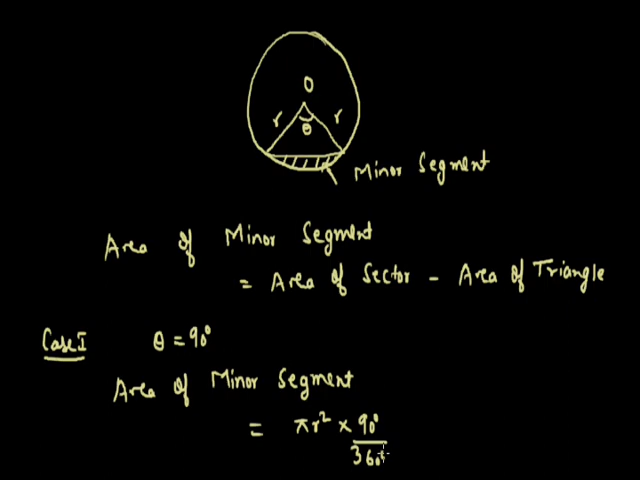 O
r r
θ
Minor Segment
Area of Minor Segment
= Area of Sector - Area of Triangle
Case I θ = 90°
Area of Minor Segment
= πr² × 90°
360°